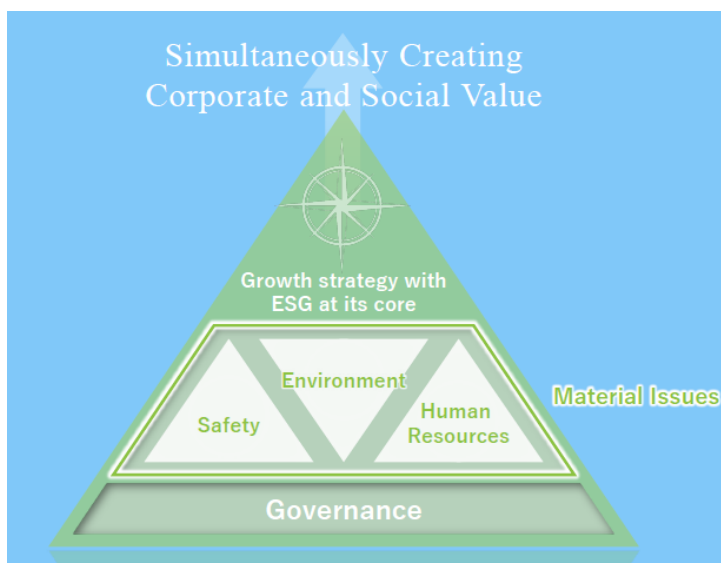 Simultaneously Creating
Corporate and Social Value
Growth strategy with
ESG at its core
Environment
Safety
Human
Resources
Material Issues
Governance